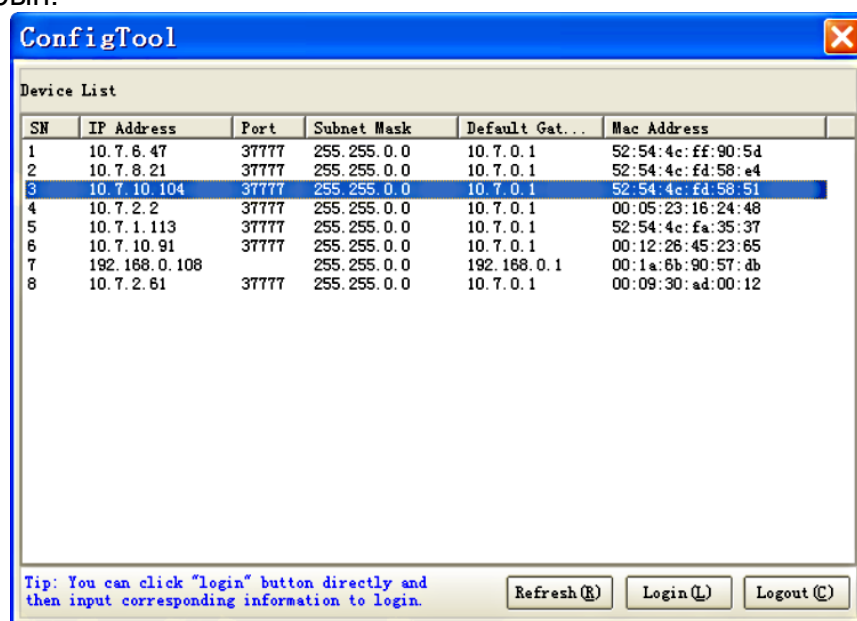 ConfigTool
Device List
SN IP Address Port Subnet Mask Default Gat... Mac Address
1 10.7.6.47 37777 255.255.0.0 10.7.0.1 52:54:4c:ff:90:5d
2 10.7.8.21 37777 255.255.0.0 10.7.0.1 52:54:4c:fd:58:e4
3 10.7.10.104 37777 255.255.0.0 10.7.0.1 52:54:4c:fd:58:51
4 10.7.2.2 37777 255.255.0.0 10.7.0.1 00:05:23:16:24:48
5 10.7.1.113 37777 255.255.0.0 10.7.0.1 52:54:4c:fa:35:37
6 10.7.10.91 37777 255.255.0.0 10.7.0.1 00:12:26:45:23:65
7 192.168.0.108 255.255.0.0 192.168.0.1 00:1a:6b:90:57:db
8 10.7.2.61 37777 255.255.0.0 10.7.0.1 00:09:30:ad:00:12
Tip: You can click "login" button directly and
then input corresponding information to login.
Refresh(R) Login(L) Logout(C)